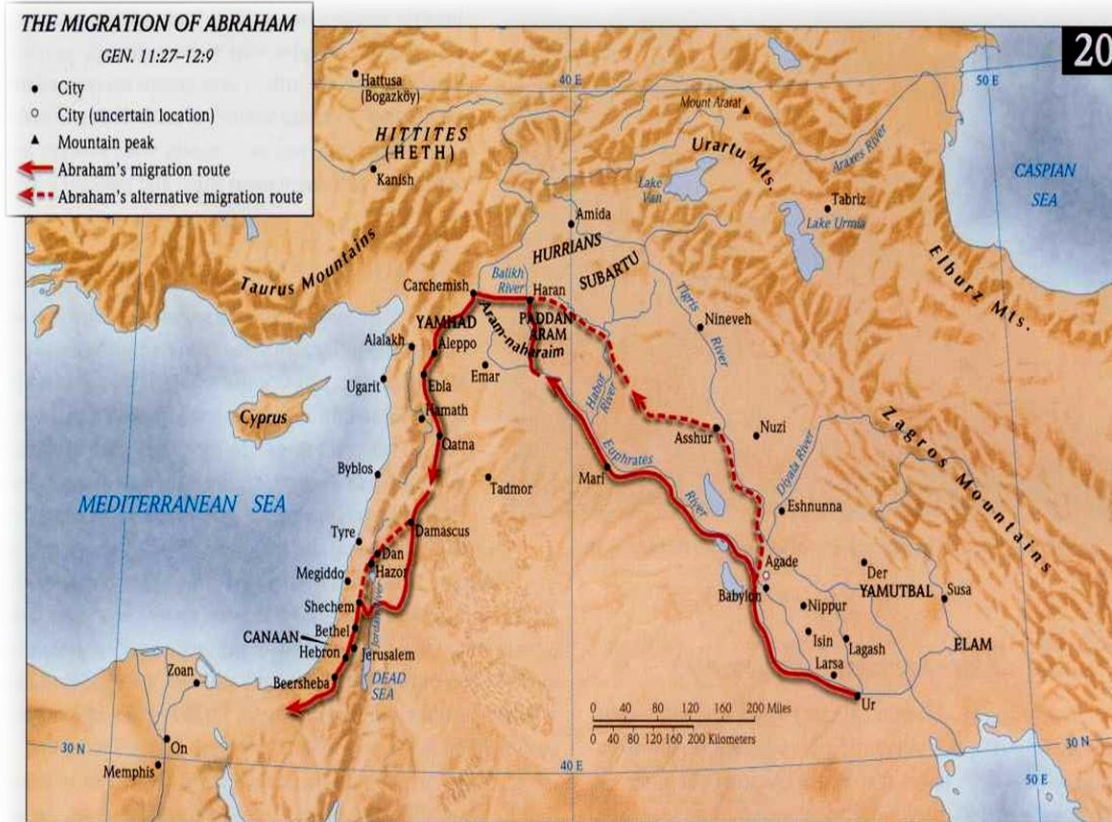 THE MIGRATION OF ABRAHAM
GEN. 11:27–12:9
City
City (uncertain location)
Mountain peak
Abraham's migration route
Abraham's alternative migration route
20
40 E
50 E
Hattusa
(Bogazköy)
HITTITES
(HETH)
Kanish
Mount Ararat
Urartu Mts.
Araxes River
Lake
Van
CASPIAN
SEA
Tabriz
Lake Urmia
Amida
HURRIANS
SUBARTU
Elburz Mts.
Taurus Mountains
Carchemish
Balikh
River
Haran
Tigris
River
Nineveh
YAMHAD
PADDAN
ARAM
Aram-naharaim
Alalakh
Aleppo
Emar
Ugarit
Ebla
Habor
River
Cyprus
Hamath
Qatna
Asshur
Nuzi
Zagros Mountains
Diyala River
Byblos
Tadmor
Mari
Euphrates
River
MEDITERRANEAN SEA
Eshnunna
Tyre
Damascus
Dan
Hazor
Megiddo
Agade
Der
Babylon
YAMUTBAL
Susa
Shechem
Jordan River
Nippur
Bethel
CANAAN
Isin
Lagash
ELAM
Hebron
Jerusalem
Larsa
Zoan
Beersheba
DEAD
SEA
Ur
0 40 80 120 160 200 Miles
0 40 80 120 160 200 Kilometers
On
30 N
30 N
Memphis
40 E
50 E